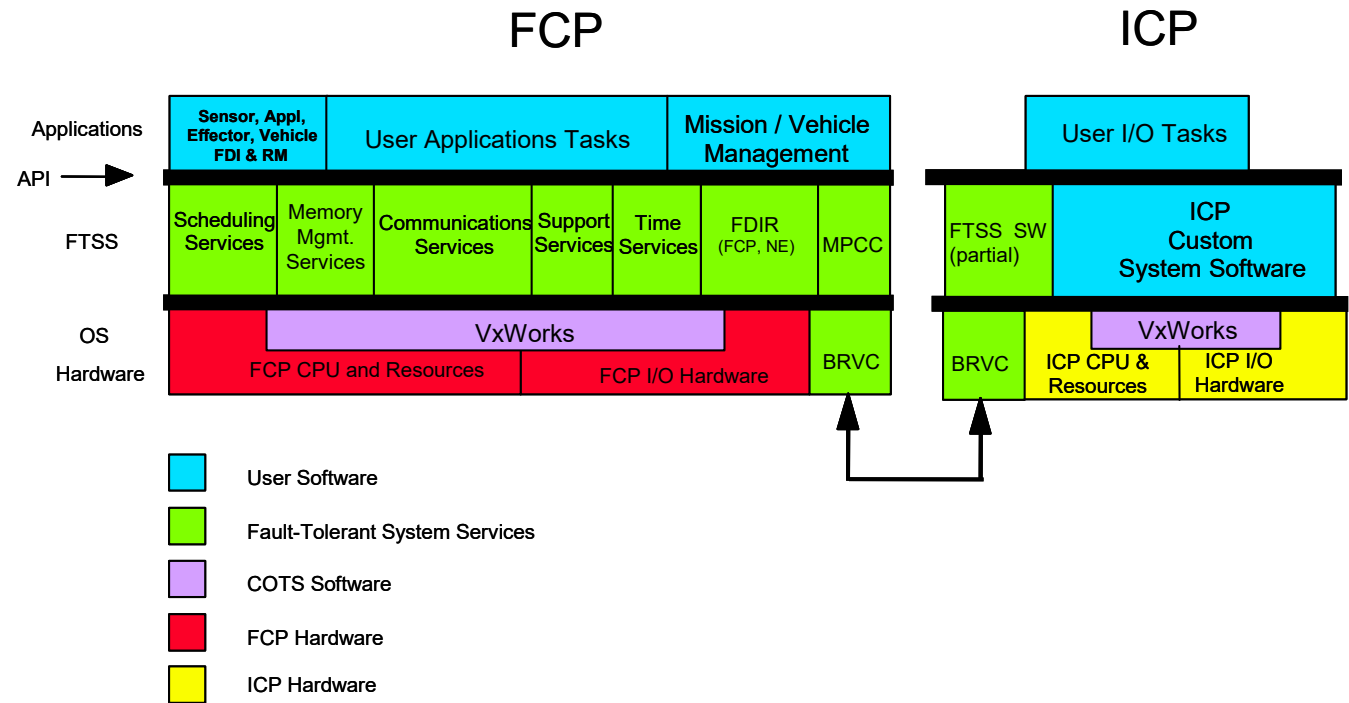 FCP
ICP
Applications
Sensor, Appl,
Effector, Vehicle
FDI & RM
User Applications Tasks
Mission / Vehicle
Management
User I/O Tasks
API
FTSS
Scheduling
Services
Memory
Mgmt.
Services
Communications
Services
Support
Services
Time
Services
FDIR
(FCP, NE)
MPCC
FTSS SW
(partial)
ICP
Custom
System Software
OS
Hardware
VxWorks
FCP CPU and Resources
FCP I/O Hardware
BRVC
BRVC
VxWorks
ICP CPU &
Resources
ICP I/O
Hardware
User Software
Fault-Tolerant System Services
COTS Software
FCP Hardware
ICP Hardware